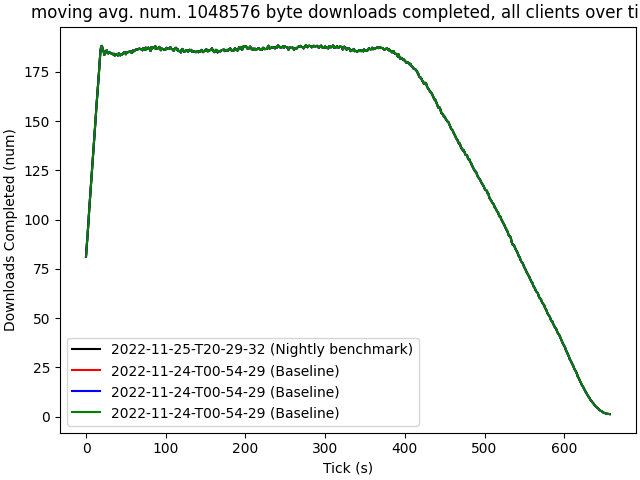 moving avg. num. 1048576 byte downloads completed, all clients over ti
175
150
125
100
75
50
25
0
Downloads Completed (num)
2022-11-25-T20-29-32 (Nightly benchmark)
2022-11-24-T00-54-29 (Baseline)
2022-11-24-T00-54-29 (Baseline)
2022-11-24-T00-54-29 (Baseline)
0 100 200 300 400 500 600
Tick (s)